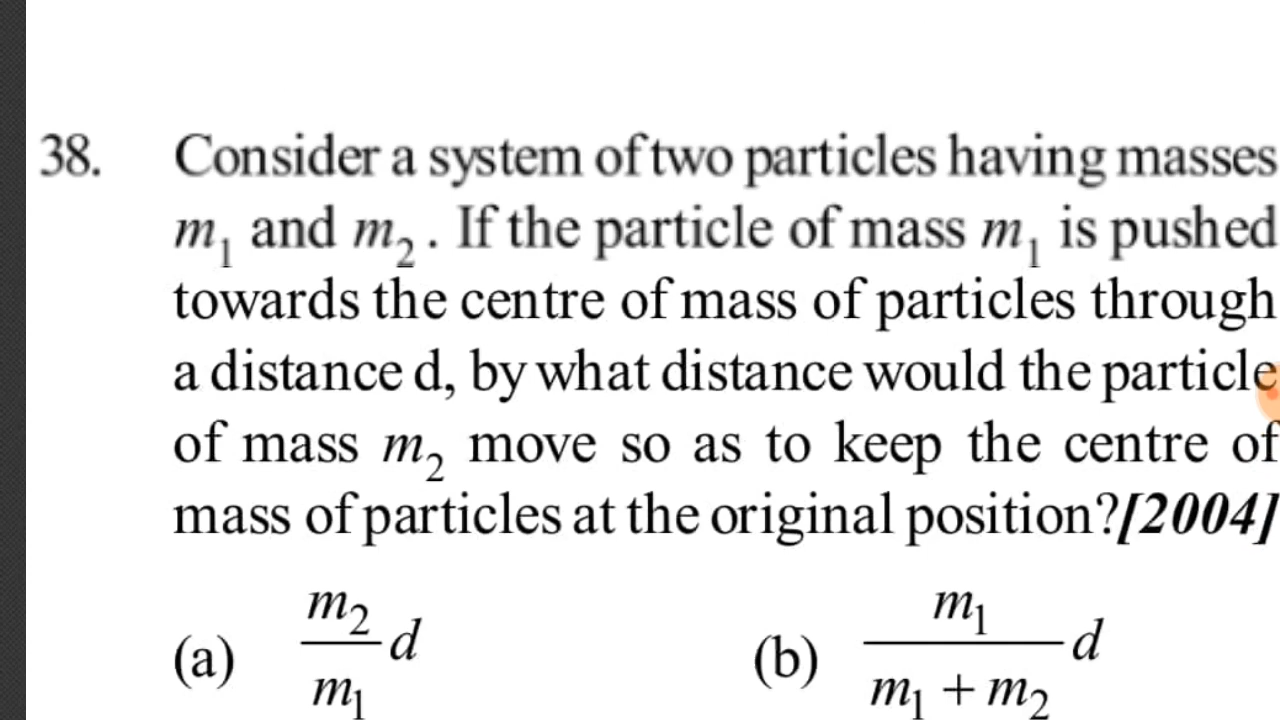 38. Consider a system of two particles having masses
m₁ and m₂. If the particle of mass m₁ is pushed
towards the centre of mass of particles through
a distance d, by what distance would the particle
of mass m₂ move so as to keep the centre of
mass of particles at the original position?[2004]
(a) m₂/m₁ d (b) m₁/(m₁ + m₂) d